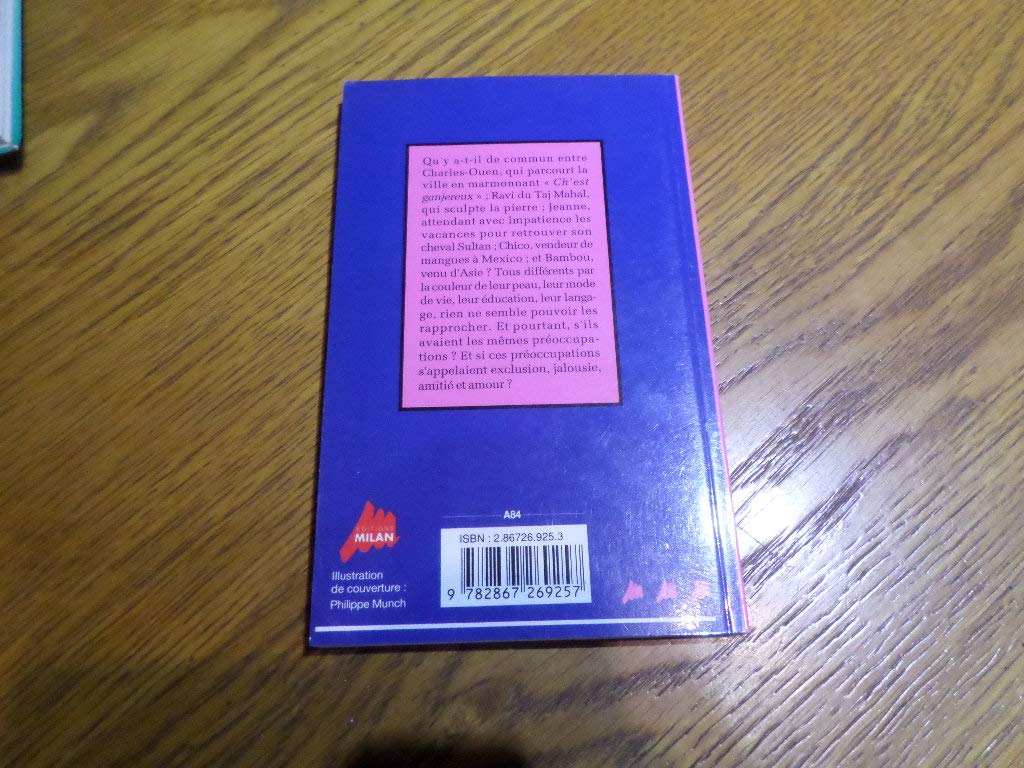 Qu'y a-t-il de commun entre
Charles-Ouen, qui parcourt la
ville en marmonnant « Ch'est
ganjereux » ; Ravi du Taj Mahal,
qui sculpte la pierre ; Jeanne,
attendant avec impatience les
vacances pour retrouver son
cheval Sultan ; Chico, vendeur de
mangues à Mexico ; et Bambou,
venu d'Asie ? Tous différents par
la couleur de leur peau, leur mode
de vie, leur éducation, leur langa-
ge, rien ne semble pouvoir les
rapprocher. Et pourtant, s'ils
avaient les mêmes préoccupa-
tions ? Et si ces préoccupations
s'appelaient exclusion, jalousie,
amitié et amour ?
EDITIONS
MILAN
Illustration
de couverture :
Philippe Munch
A84
ISBN : 2.86726.925.3
9 782867 269257